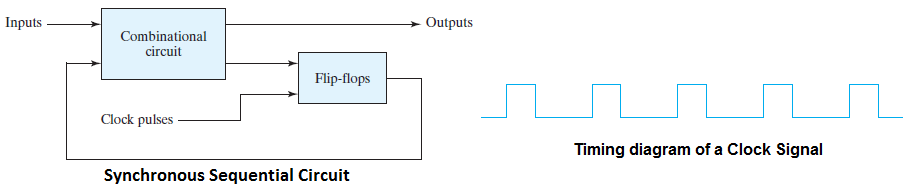 Inputs
Outputs
Combinational
circuit
Flip-flops
Clock pulses
Synchronous Sequential Circuit
Timing diagram of a Clock Signal